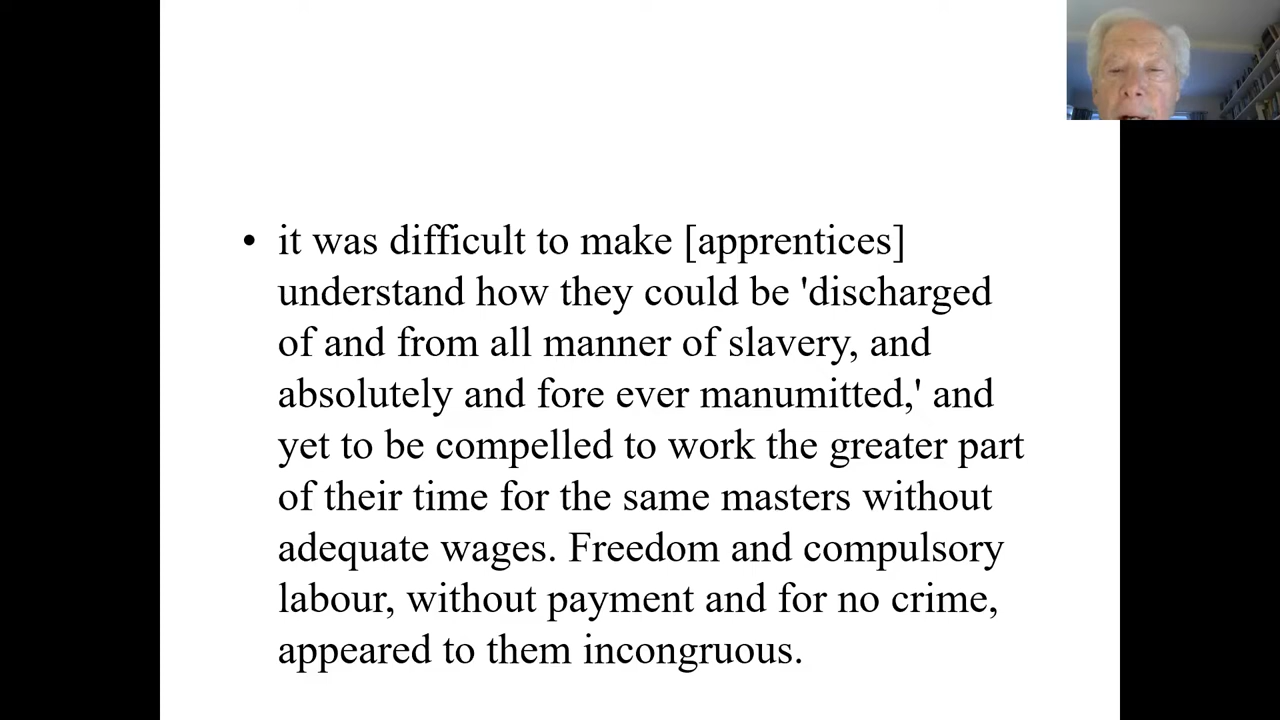 • it was difficult to make [apprentices]
understand how they could be 'discharged
of and from all manner of slavery, and
absolutely and fore ever manumitted,' and
yet to be compelled to work the greater part
of their time for the same masters without
adequate wages. Freedom and compulsory
labour, without payment and for no crime,
appeared to them incongruous.